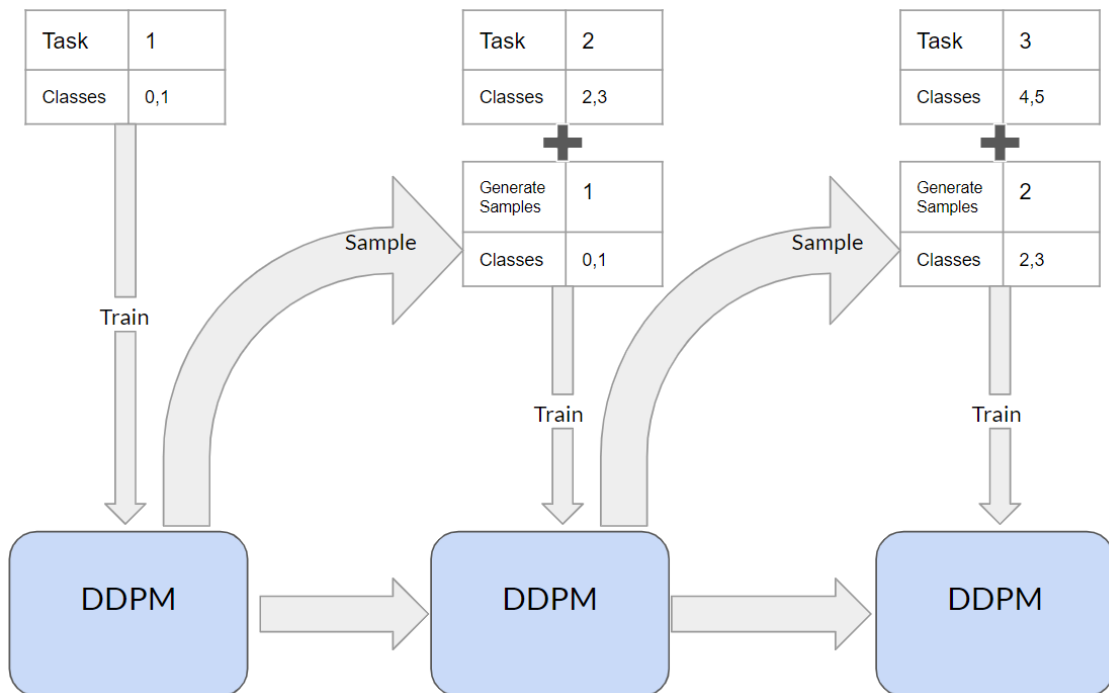 Task 1
Classes 0,1
Task 2
Classes 2,3
Generate
Samples
1
Classes 0,1
Task 3
Classes 4,5
Generate
Samples
2
Classes 2,3
Sample
Sample
Train
Train
Train
DDPM
DDPM
DDPM